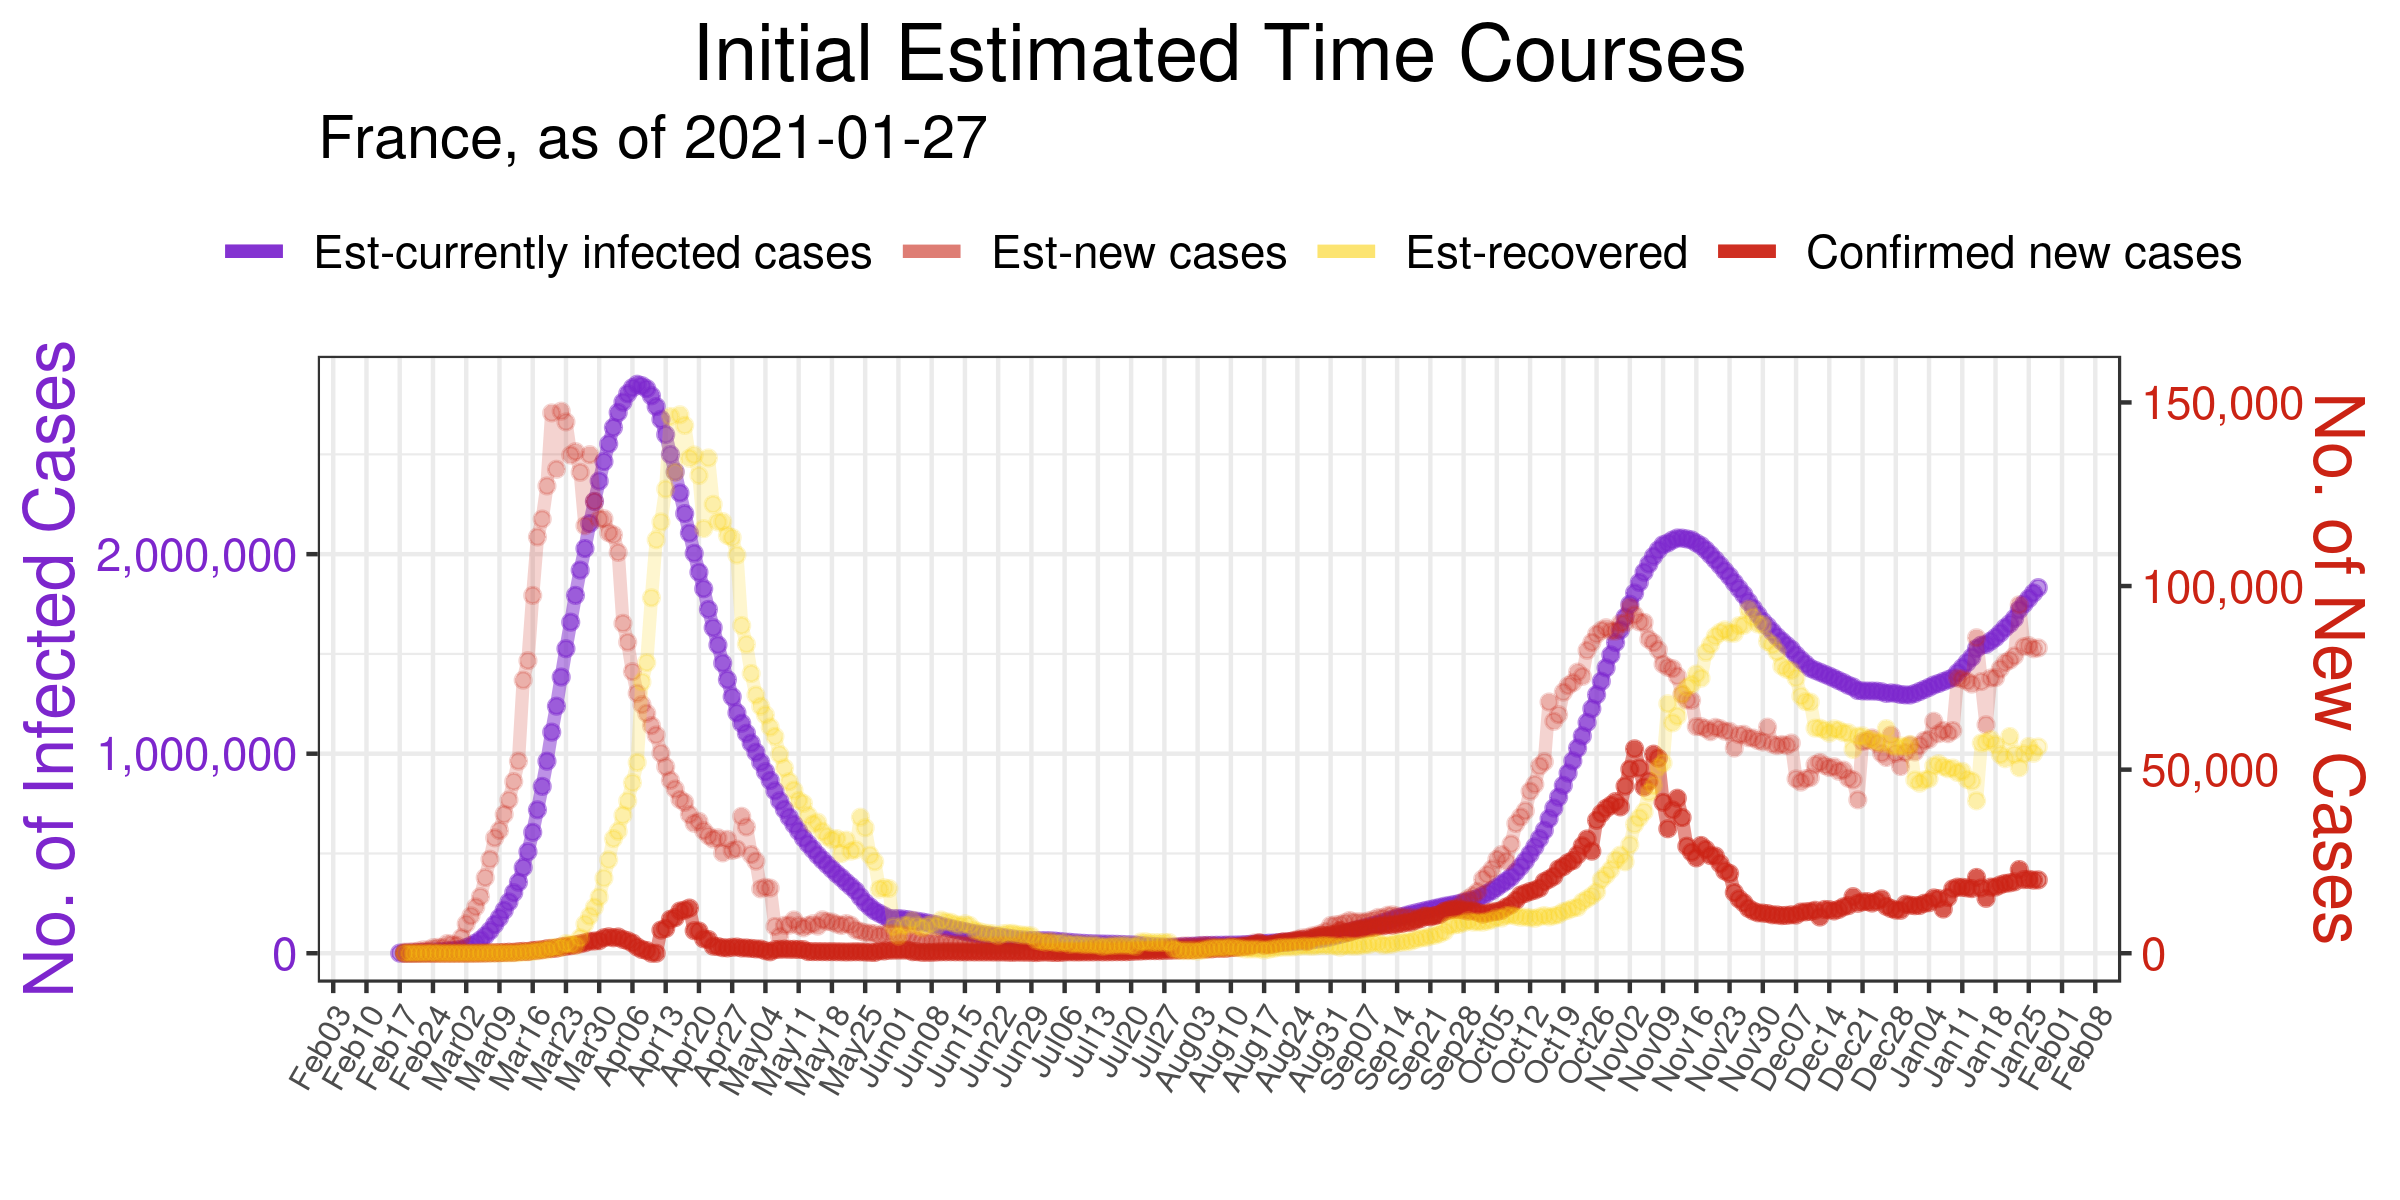 Initial Estimated Time Courses
France, as of 2021-01-27
Est-currently infected cases
Est-new cases
Est-recovered
Confirmed new cases
No. of Infected Cases
2,000,000
1,000,000
0
150,000
100,000
50,000
0
No. of New Cases
Feb03
Feb10
Feb17
Feb24
Mar02
Mar09
Mar16
Mar23
Mar30
Apr06
Apr13
Apr20
Apr27
May04
May11
May18
May25
Jun01
Jun08
Jun15
Jun22
Jun29
Jul06
Jul13
Jul20
Jul27
Aug03
Aug10
Aug17
Aug24
Aug31
Sep07
Sep14
Sep21
Sep28
Oct05
Oct12
Oct19
Oct26
Nov02
Nov09
Nov16
Nov23
Nov30
Dec07
Dec14
Dec21
Dec28
Jan04
Jan11
Jan18
Jan25
Feb01
Feb08